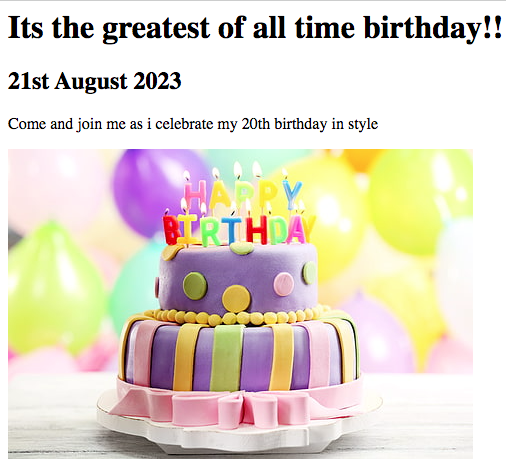 Its the greatest of all time birthday!!
21st August 2023
Come and join me as i celebrate my 20th birthday in style
HAPPY
BIRTHDAY